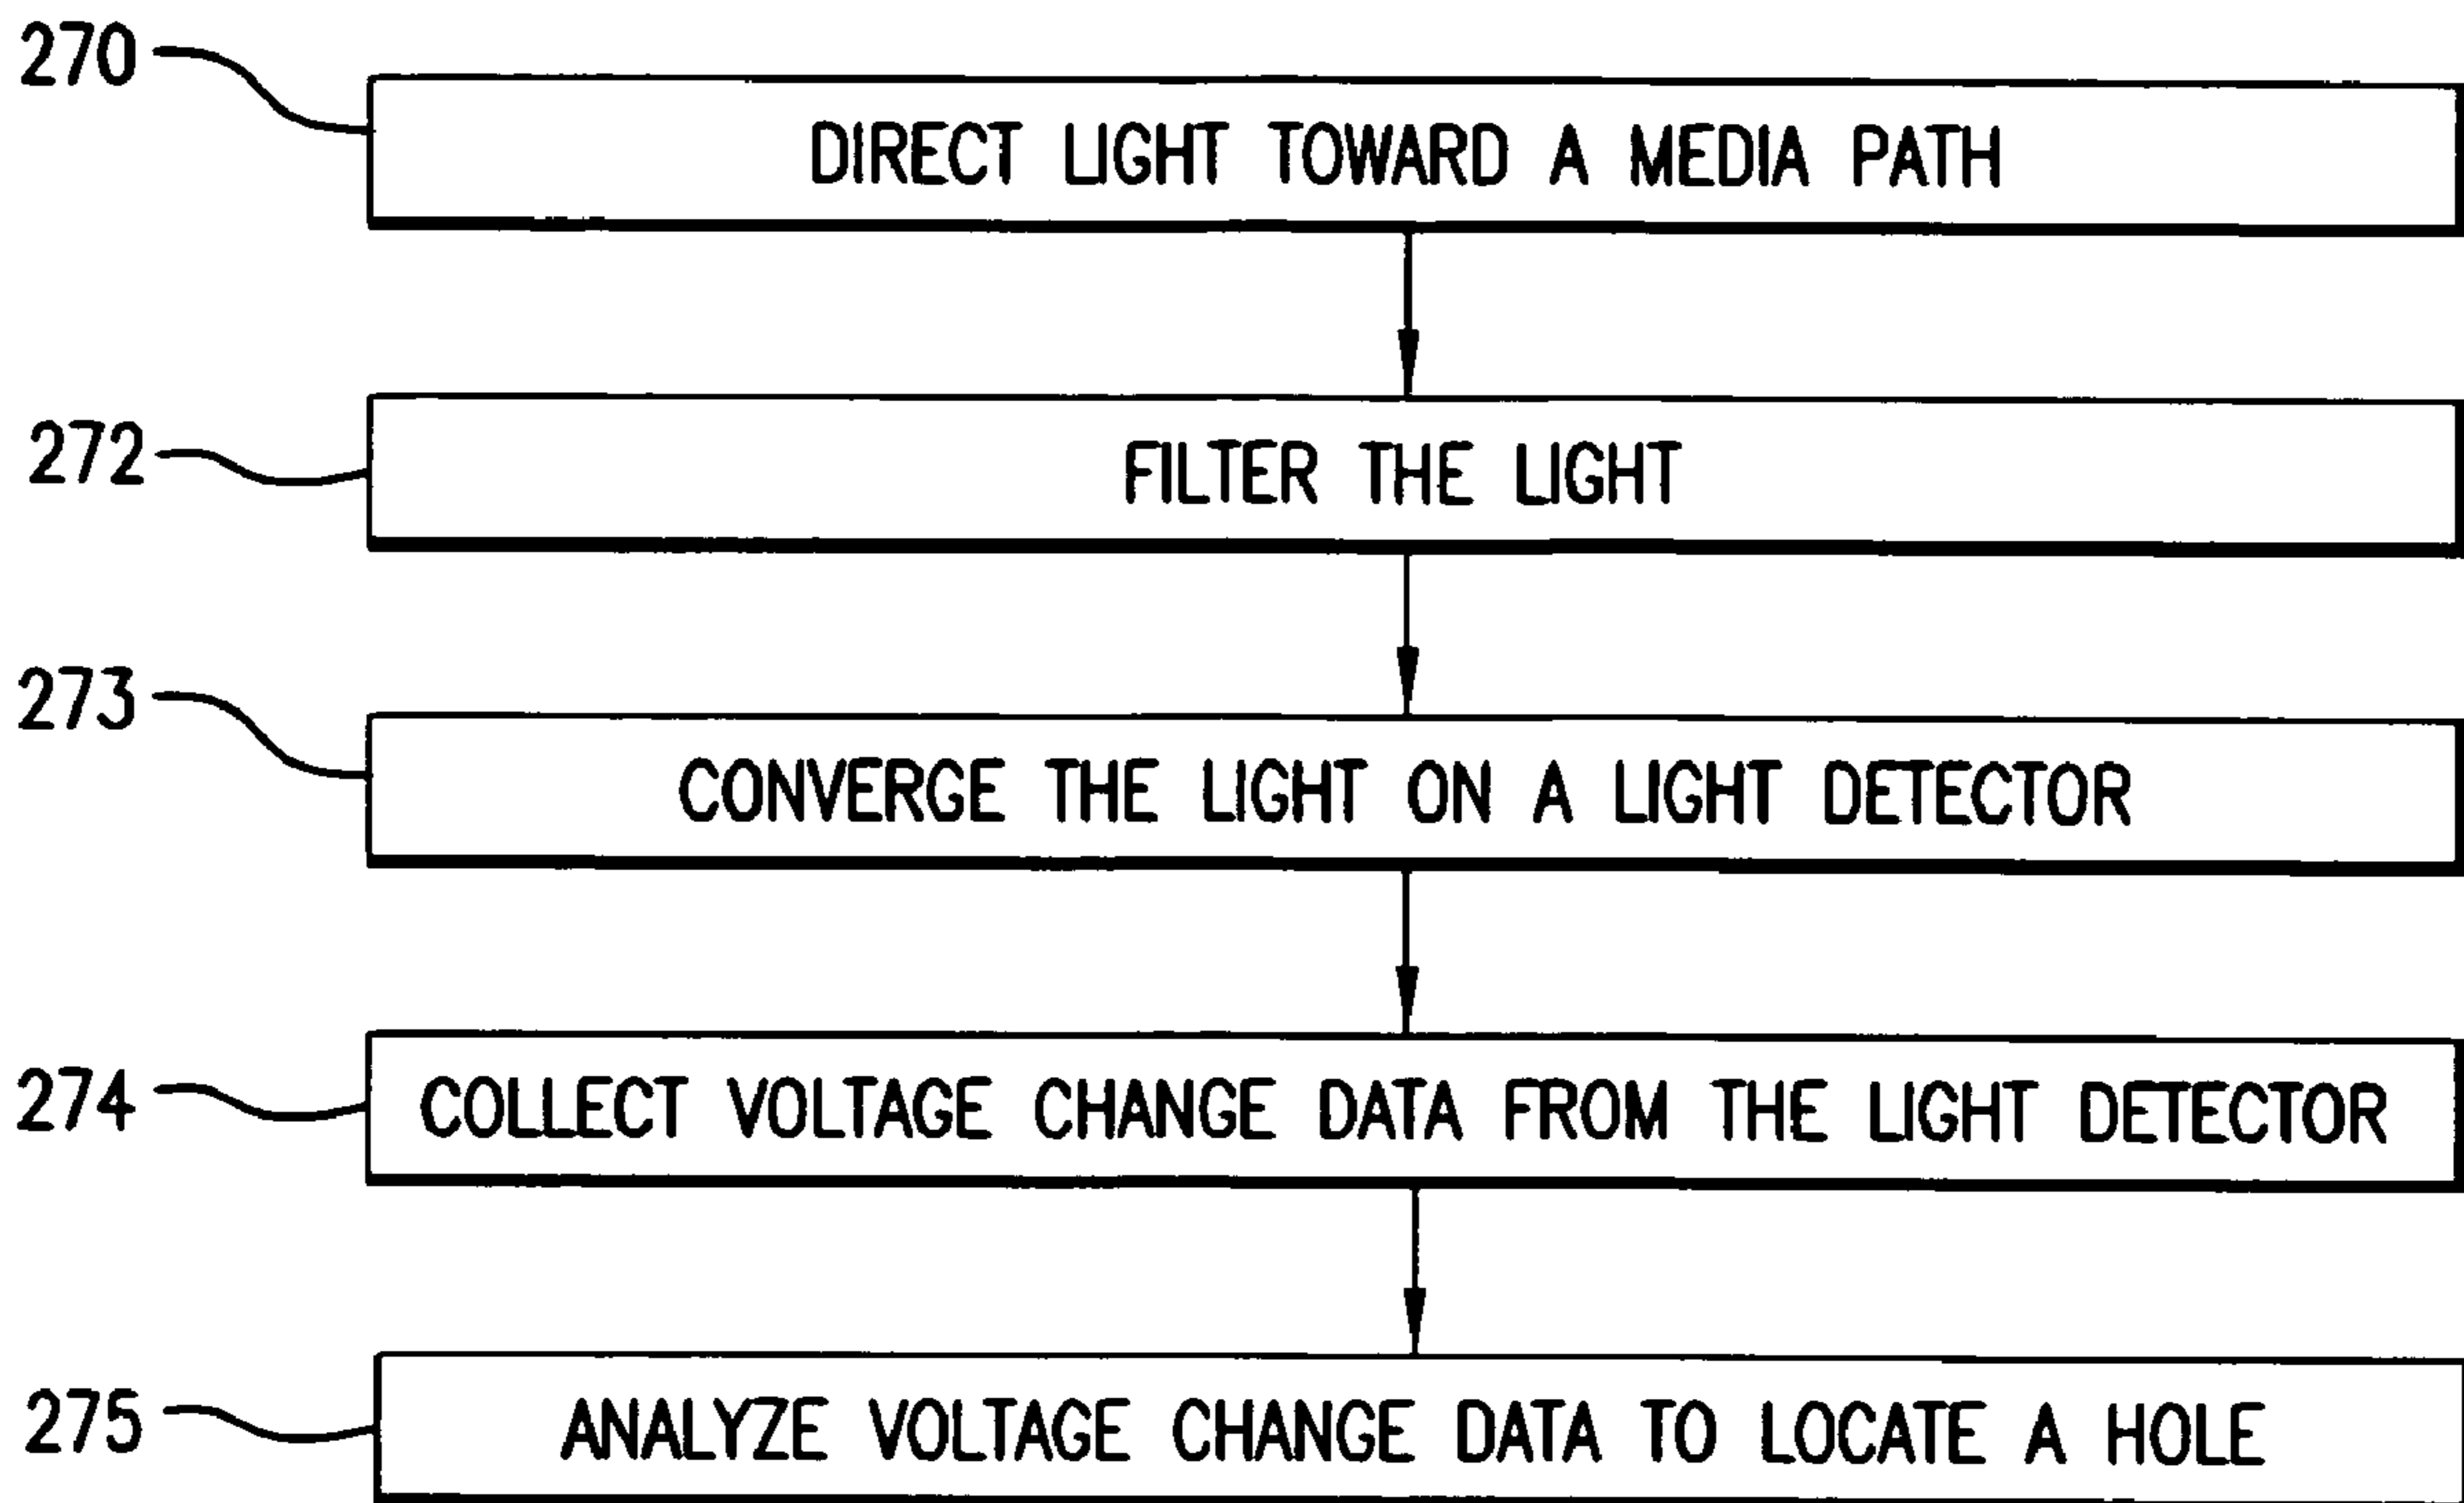 270
DIRECT LIGHT TOWARD A MEDIA PATH
272
FILTER THE LIGHT
273
CONVERGE THE LIGHT ON A LIGHT DETECTOR
274
COLLECT VOLTAGE CHANGE DATA FROM THE LIGHT DETECTOR
275
ANALYZE VOLTAGE CHANGE DATA TO LOCATE A HOLE